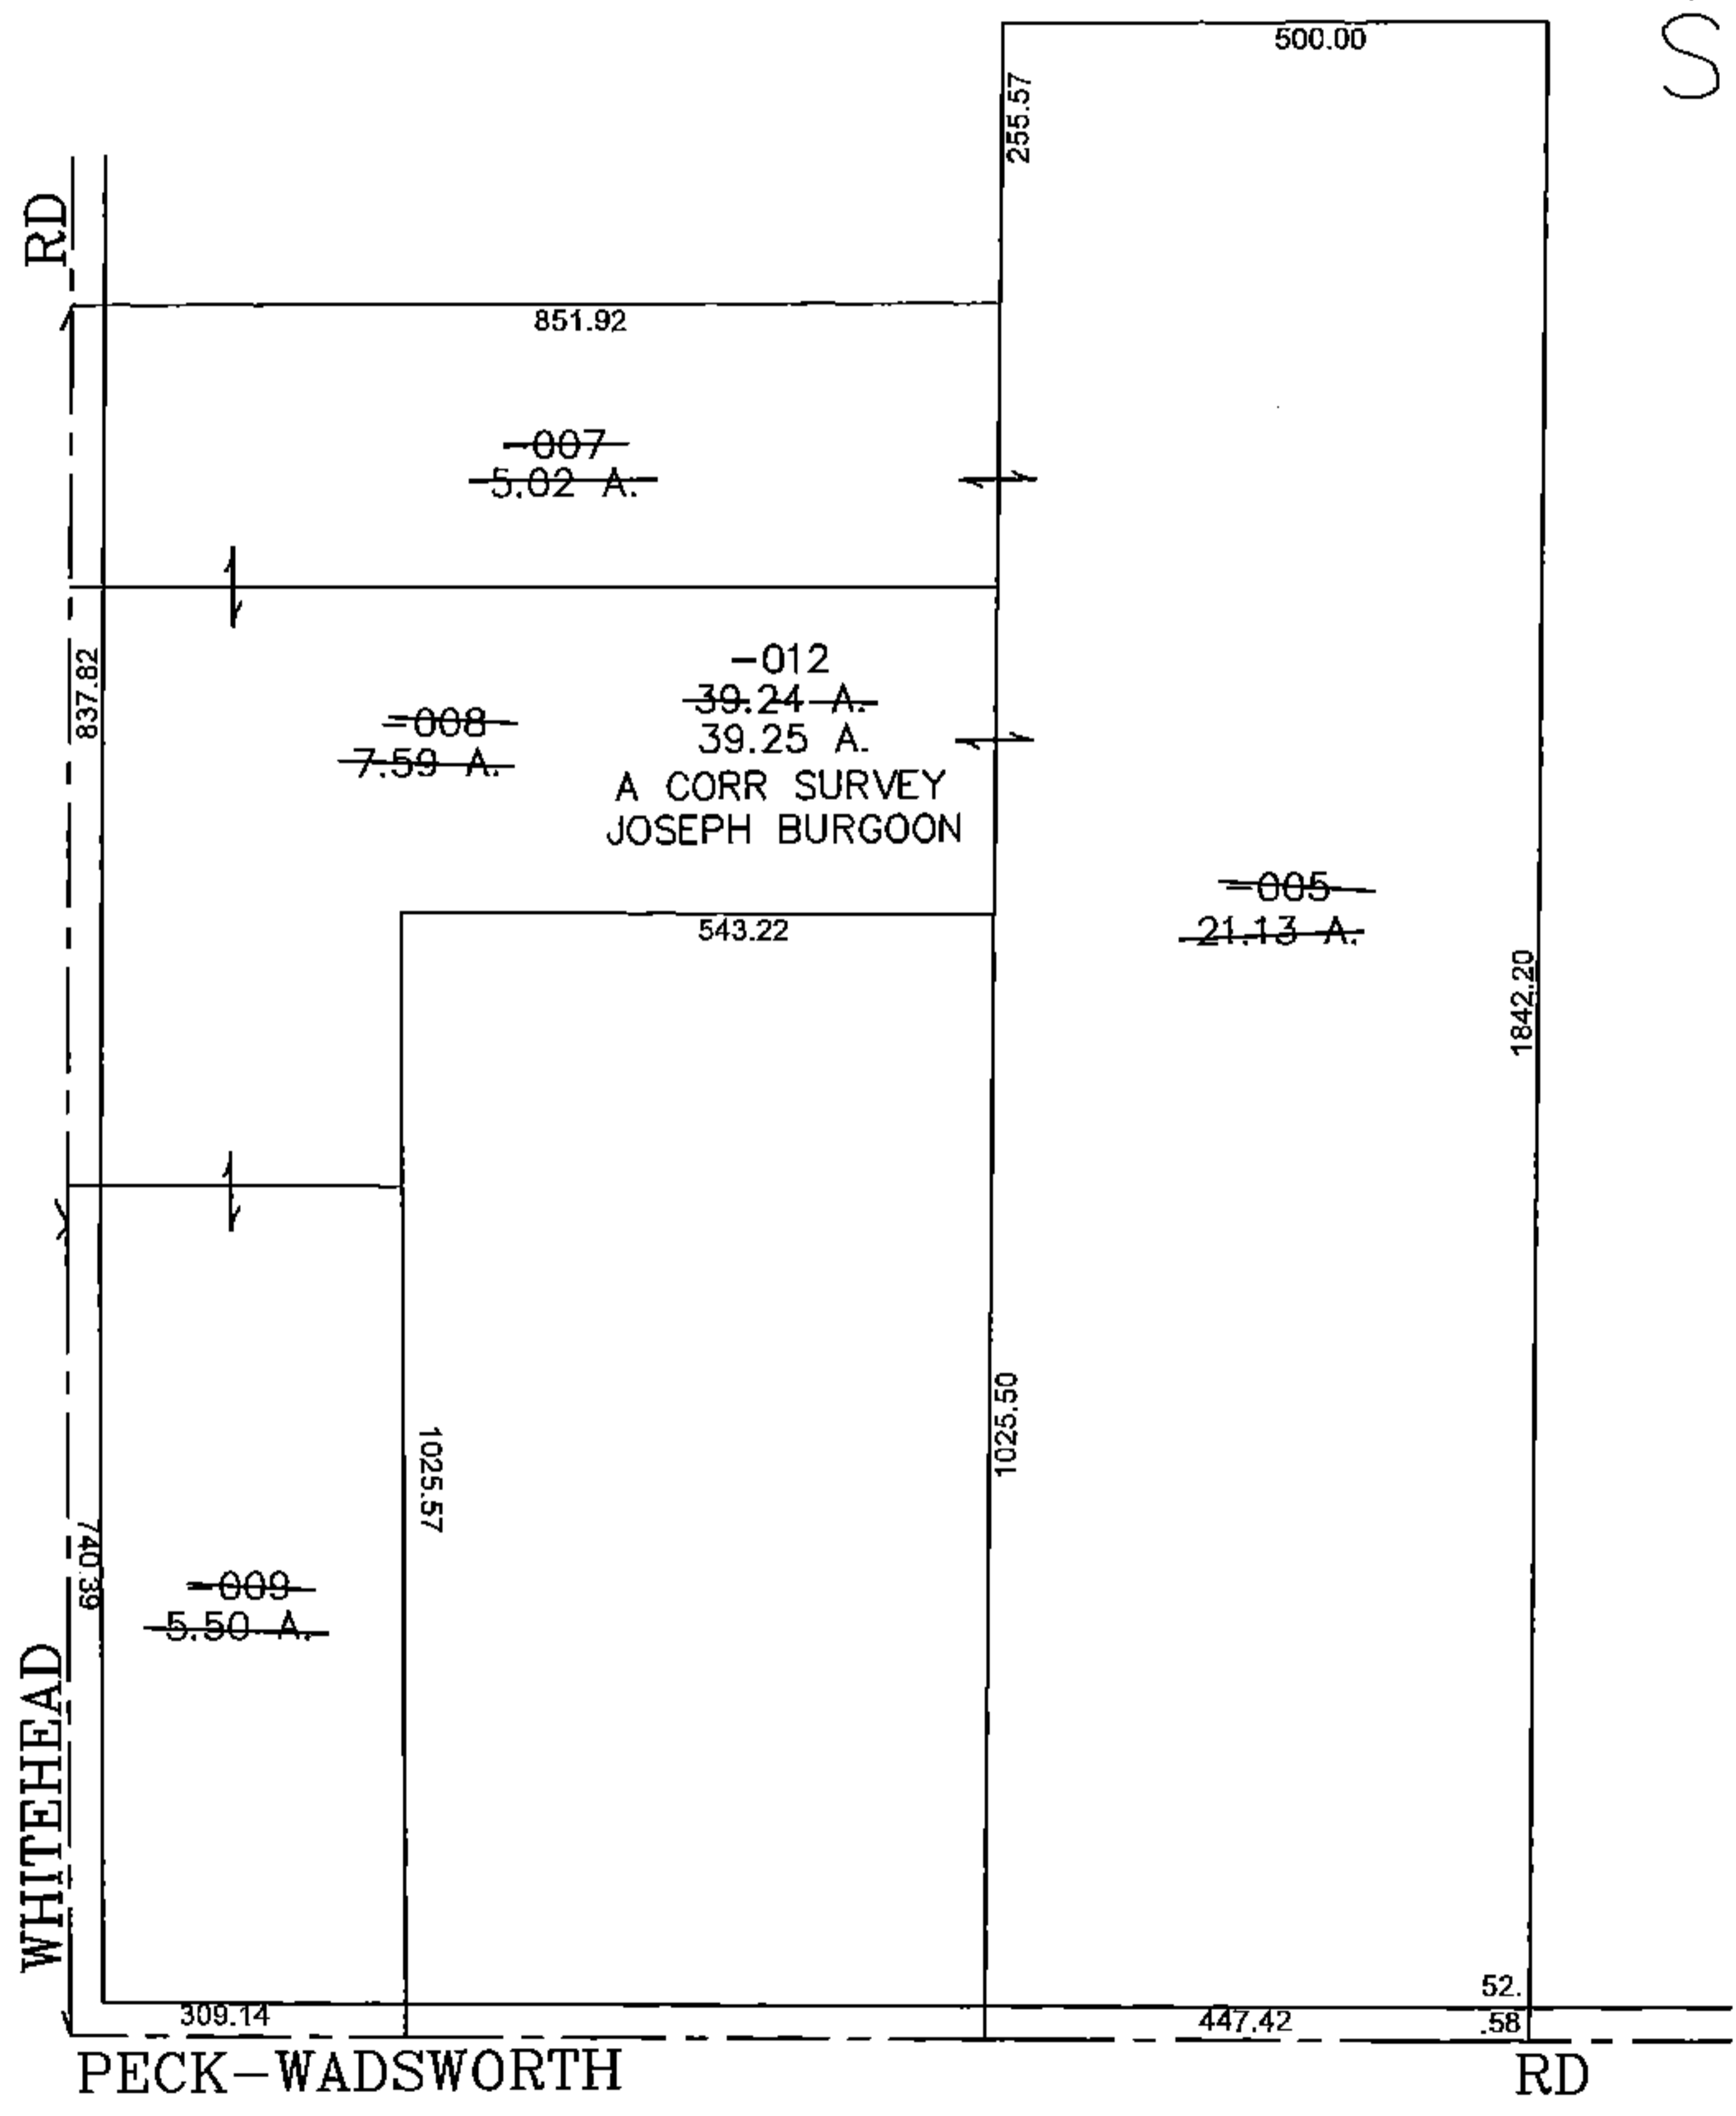 S
500.00
255.57
RD
851.92
-007
5.02 A.
-012
39.24 A.
39.25 A.
A CORR SURVEY
JOSEPH BURGOON
837.82
-008
7.59 A.
-005
21.13 A.
543.22
1842.20
1025.50
1025.57
740.39
-009
5.50 A.
WHITEHEAD
309.14
447.42
52.
.58
PECK-WADSWORTH RD